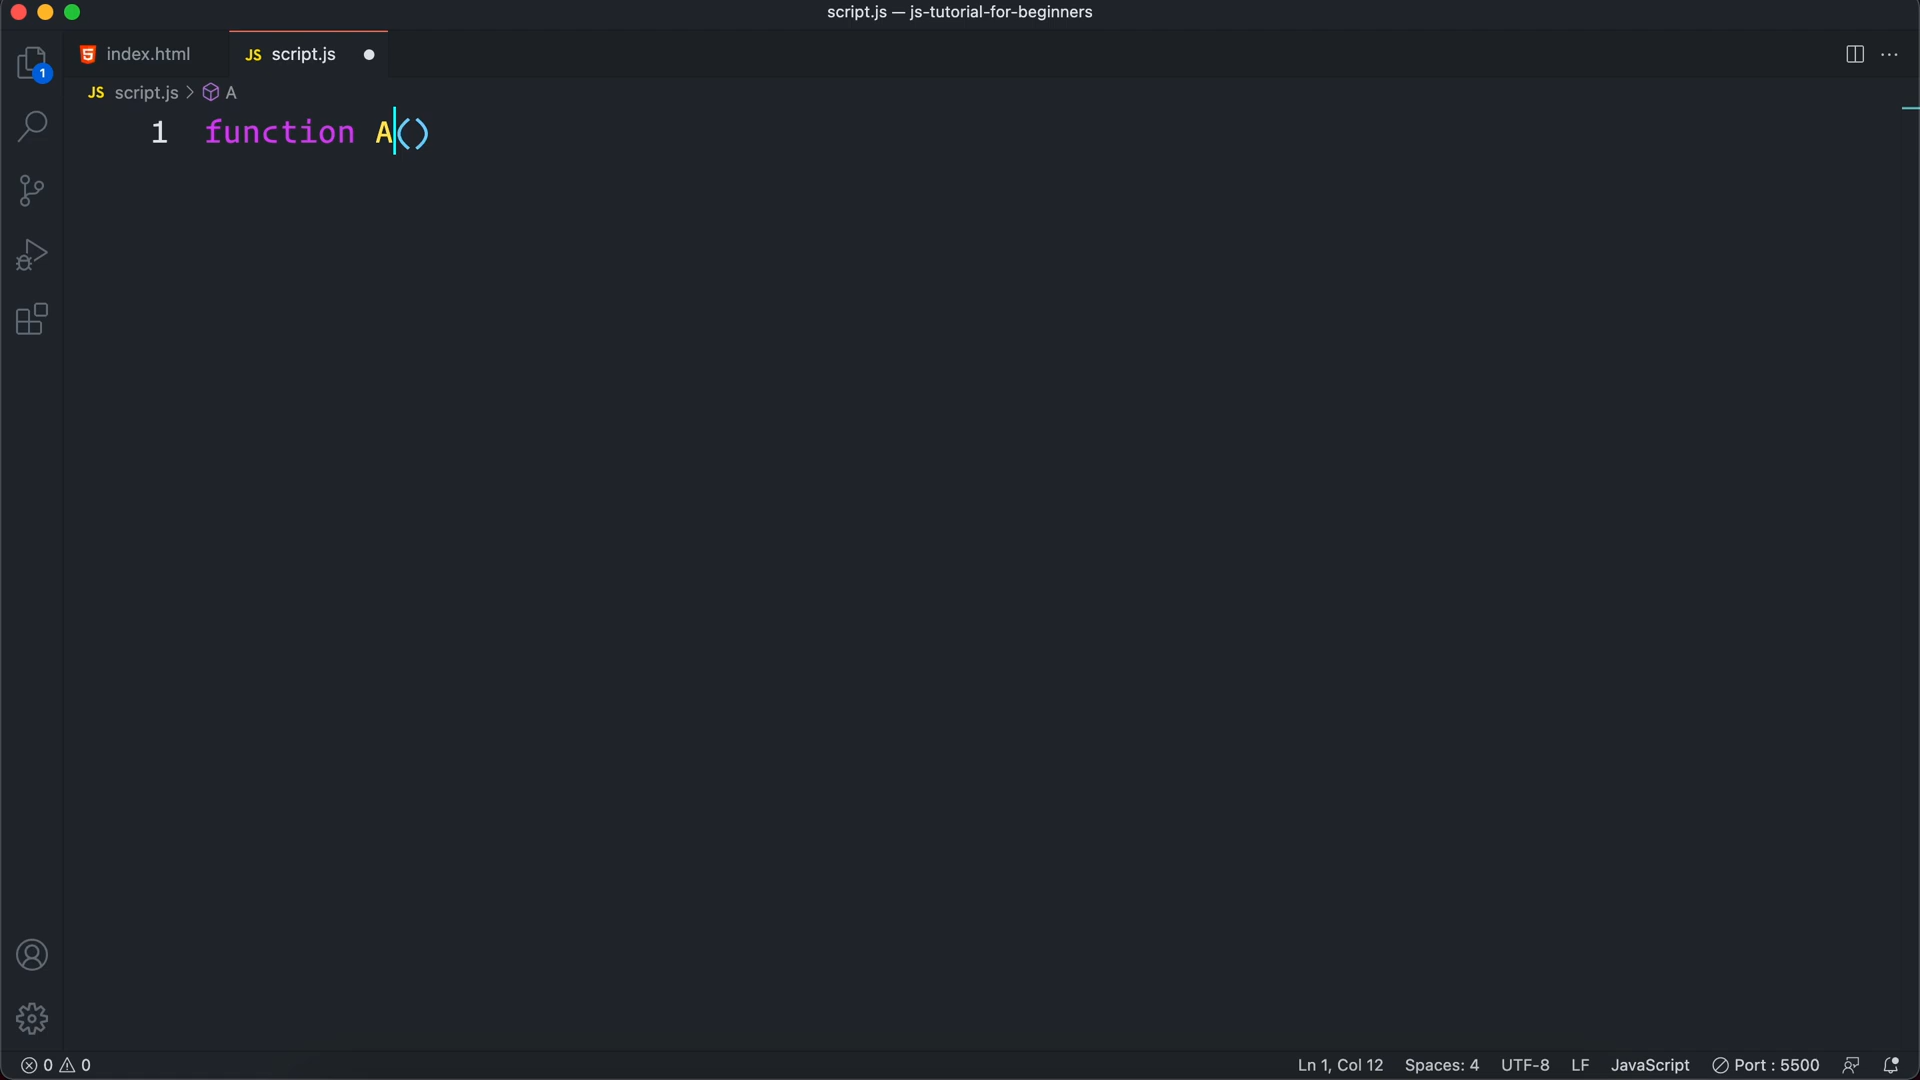 script.js — js-tutorial-for-beginners
5 index.html JS script.js
1
JS script.js > A
1 function A()
0 0 Ln 1, Col 12 Spaces: 4 UTF-8 LF JavaScript Port : 5500